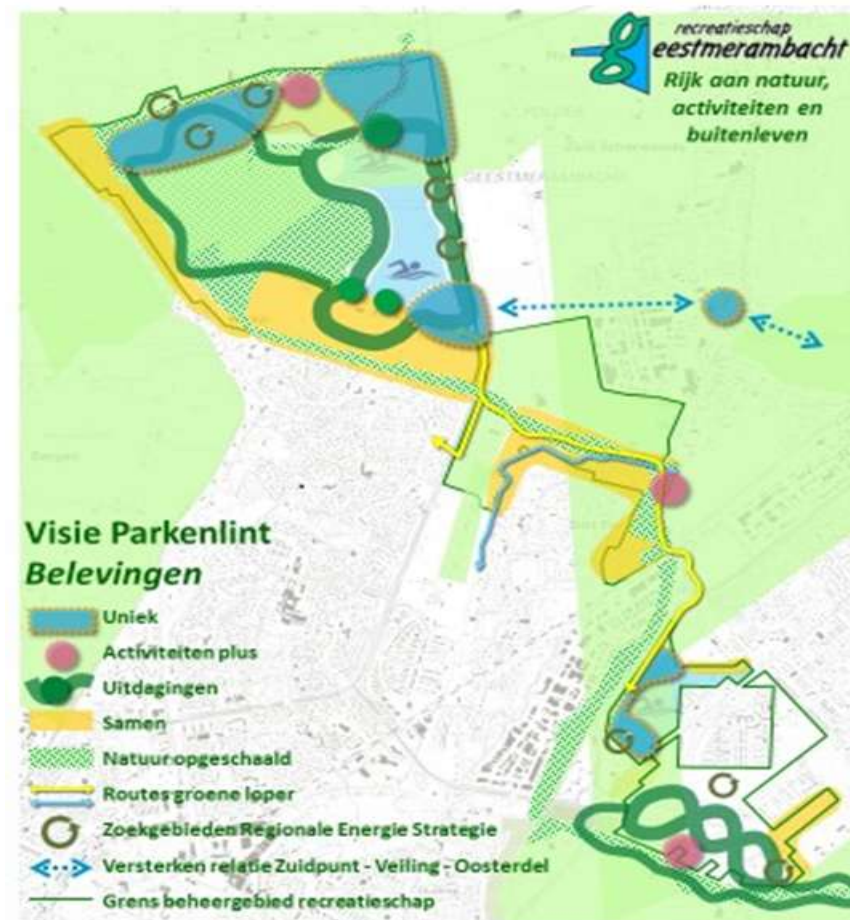 recreatieschap
geestmerambacht
Rijk aan natuur,
activiteiten en
buitenleven
GEESTMERAMBACHT
Visie Parkenlint
Belevingen
Uniek
Activiteiten plus
Uitdagingen
Samen
Natuur opgeschaald
Routes groene loper
Zoekgebieden Regionale Energie Strategie
Versterken relatie Zuidpunt - Veiling - Oosterdel
Grens beheergebied recreatieschap